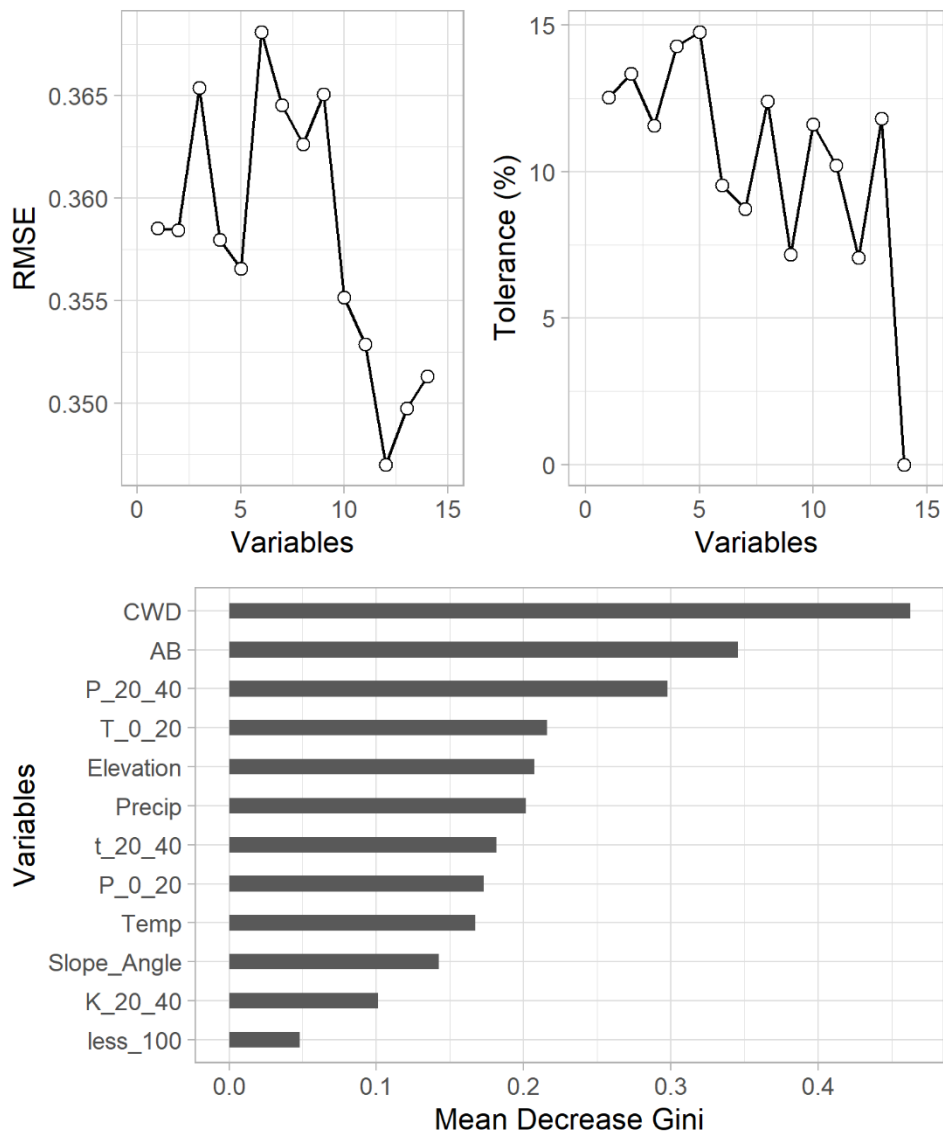 RMSE
0.365
0.360
0.355
0.350
0 5 10 15
Variables
Tolerance (%)
15
10
5
0
0 5 10 15
Variables
Variables
CWD
AB
P_20_40
T_0_20
Elevation
Precip
t_20_40
P_0_20
Temp
Slope_Angle
K_20_40
less_100
0.0 0.1 0.2 0.3 0.4
Mean Decrease Gini